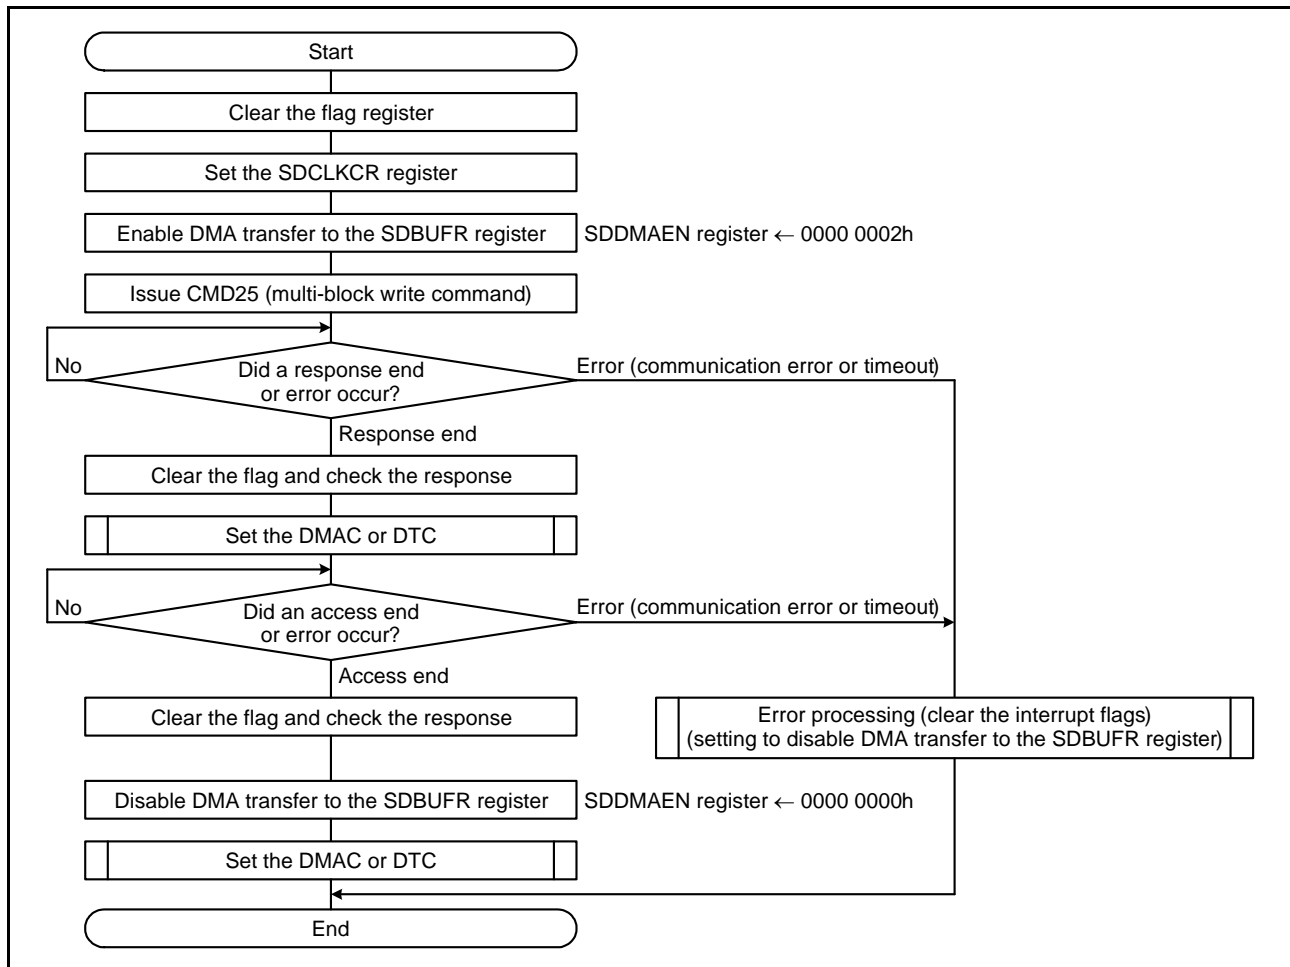 Start
Clear the flag register
Set the SDCLKCR register
Enable DMA transfer to the SDBUFR register
SDDMAEN register ← 0000 0002h
Issue CMD25 (multi-block write command)
No
Did a response end
or error occur?
Error (communication error or timeout)
Response end
Clear the flag and check the response
Set the DMAC or DTC
No
Did an access end
or error occur?
Error (communication error or timeout)
Access end
Clear the flag and check the response
Error processing (clear the interrupt flags)
(setting to disable DMA transfer to the SDBUFR register)
Disable DMA transfer to the SDBUFR register
SDDMAEN register ← 0000 0000h
Set the DMAC or DTC
End